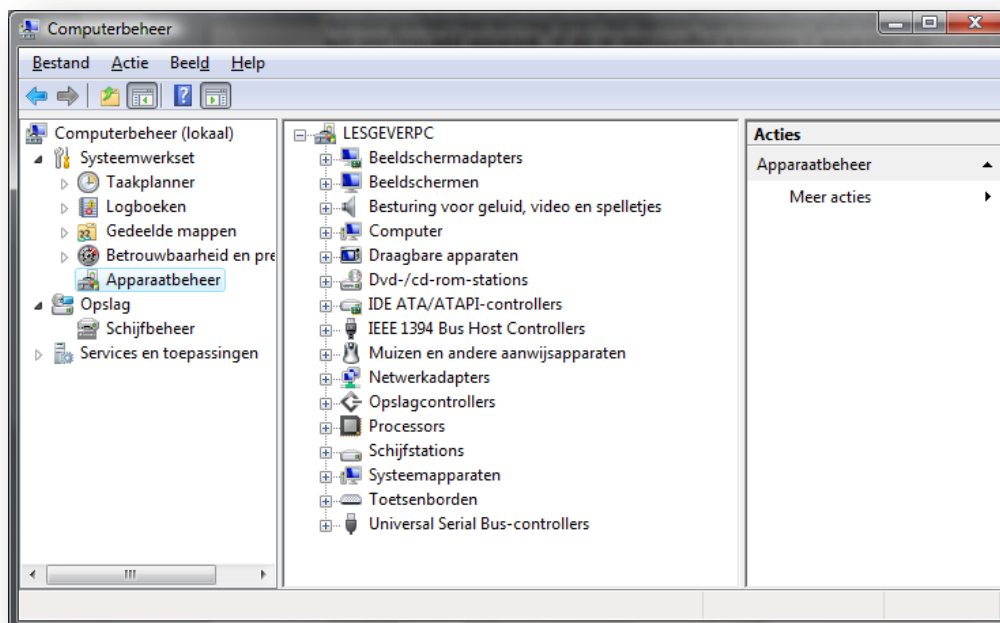 Computerbeheer
Bestand Actie Beeld Help
Computerbeheer (lokaal)
Systeemwerkset
Taakplanner
Logboeken
Gedeelde mappen
Betrouwbaarheid en pre
Apparaatbeheer
Opslag
Schijfbeheer
Services en toepassingen
LESGEVERPC
Beeldschermadapters
Beeldschermen
Besturing voor geluid, video en spelletjes
Computer
Draagbare apparaten
Dvd-/cd-rom-stations
IDE ATA/ATAPI-controllers
IEEE 1394 Bus Host Controllers
Muizen en andere aanwijsapparaten
Netwerkadapters
Opslagcontrollers
Processors
Schijfstations
Systeemapparaten
Toetsenborden
Universal Serial Bus-controllers
Acties
Apparaatbeheer
Meer acties